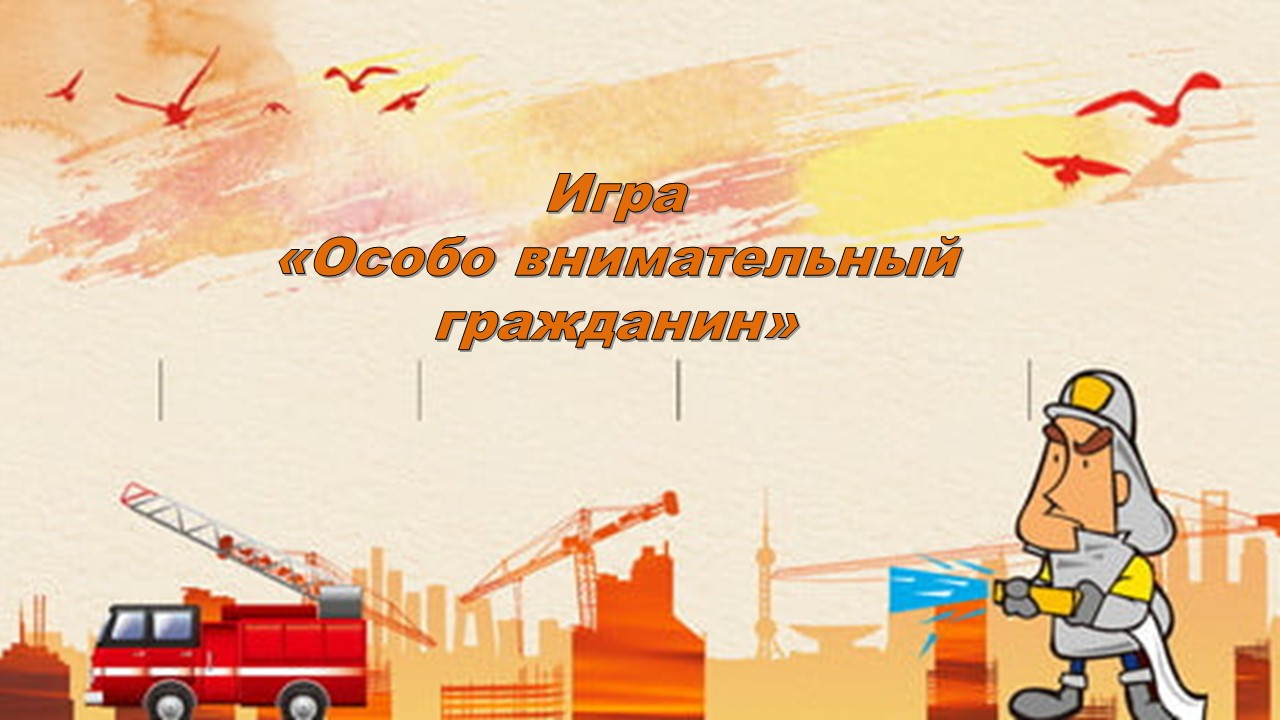 Игра
«Особо внимательный
гражданин»